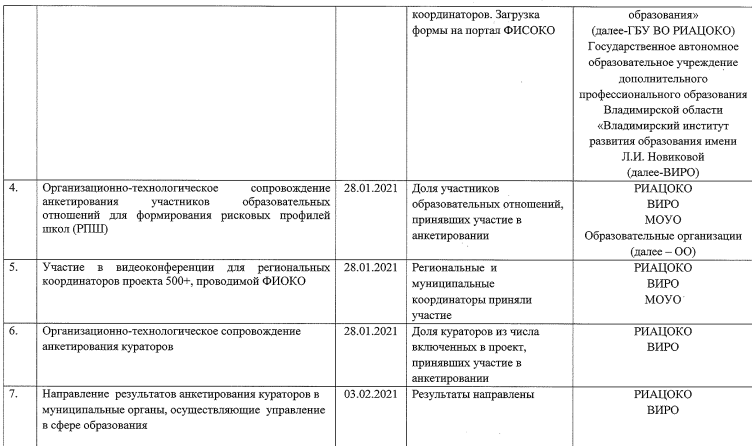 координаторов. Загрузка
формы на портал ФИСОКО
образования»
(далее-ГБУ ВО РИАЦОКО)
Государственное автономное
образовательное учреждение
дополнительного
профессионального образования
Владимирской области
«Владимирский институт
развития образования имени
Л.И. Новиковой
(далее-ВИРО)
4.
Организационно-технологическое сопровождение
анкетирования участников образовательных
отношений для формирования рисковых профилей
школ (РПШ)
28.01.2021
Доля участников
образовательных отношений,
принявших участие в
анкетировании
РИАЦОКО
ВИРО
МОУО
Образовательные организации
(далее – ОО)
5.
Участие в видеоконференции для региональных
координаторов проекта 500+, проводимой ФИОКО
28.01.2021
Региональные и
муниципальные
координаторы приняли
участие
РИАЦОКО
ВИРО
МОУО
6.
Организационно-технологическое сопровождение
анкетирования кураторов
28.01.2021
Доля кураторов из числа
включенных в проект,
принявших участие в
анкетировании
РИАЦОКО
ВИРО
7.
Направление результатов анкетирования кураторов в
муниципальные органы, осуществляющие управление
в сфере образования
03.02.2021
Результаты направлены
РИАЦОКО
ВИРО